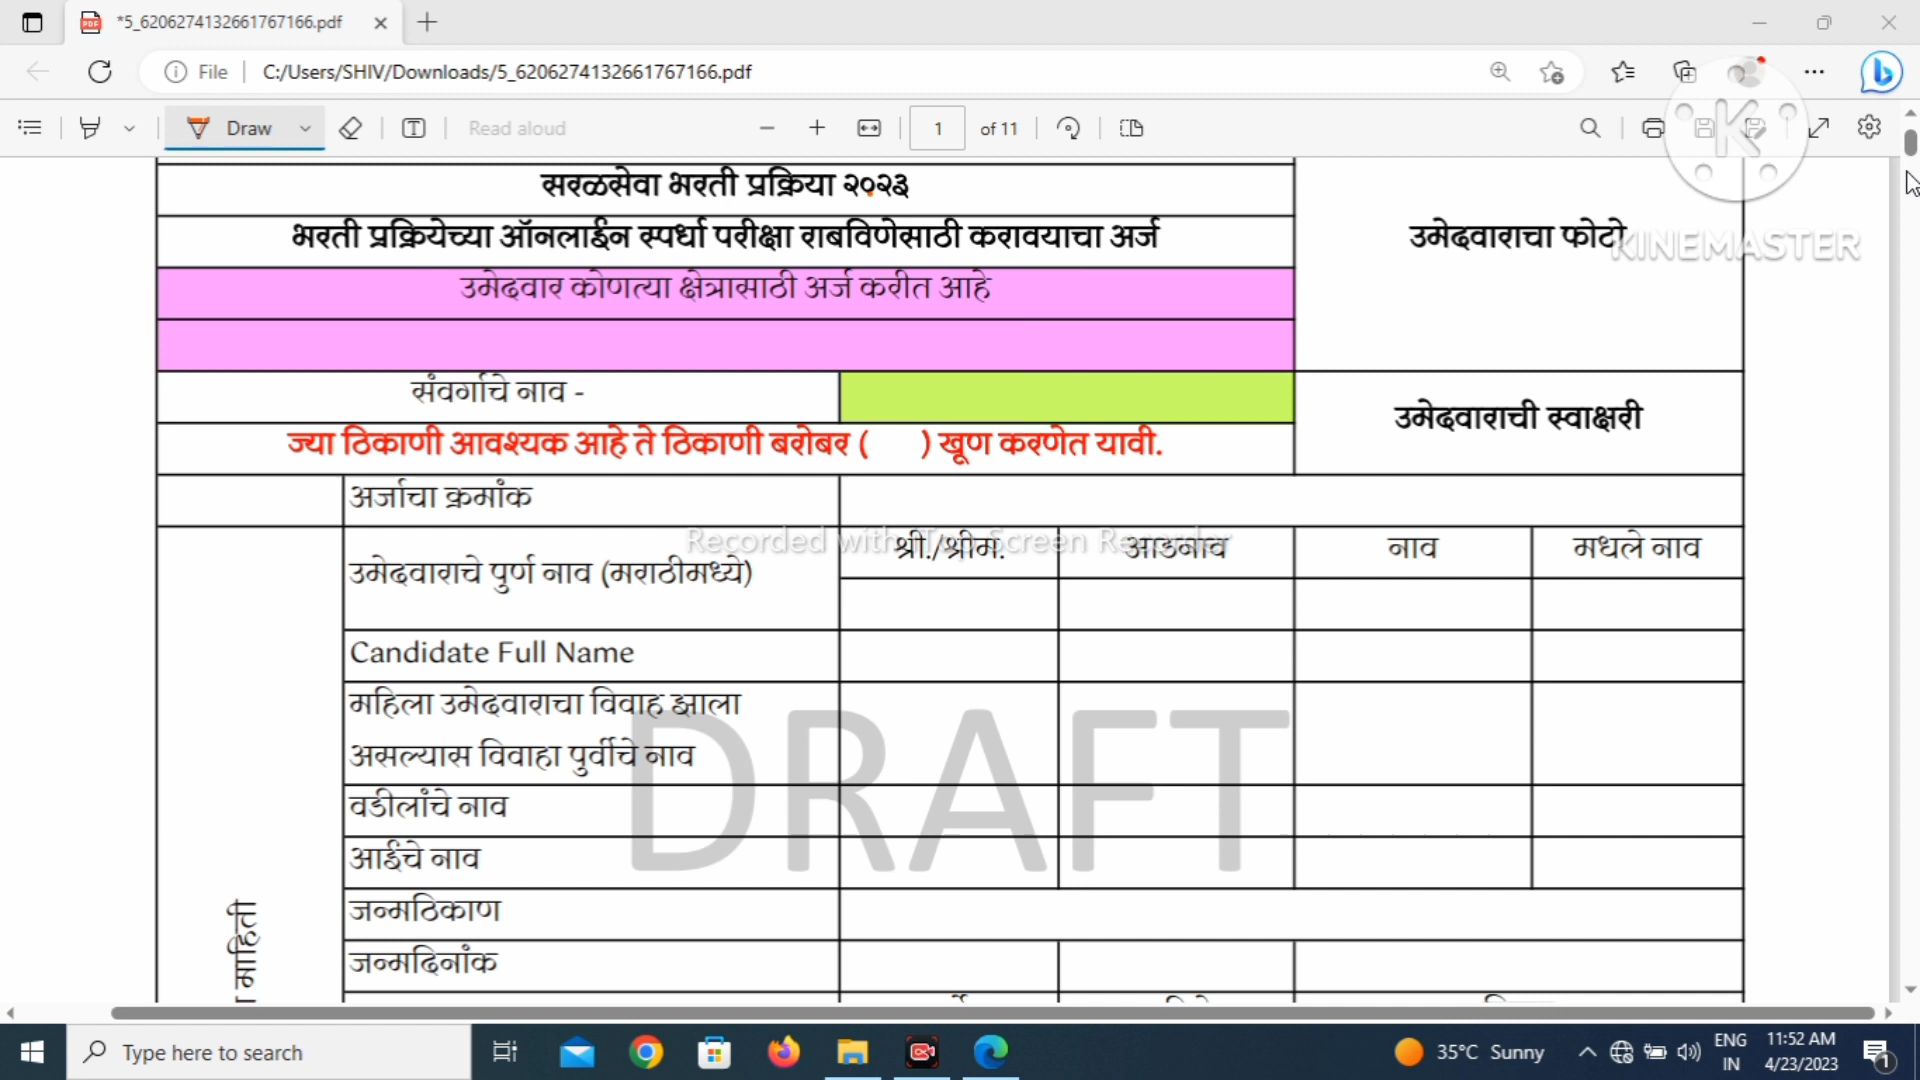 *5_6206274132661767166.pdf
File | C:/Users/SHIV/Downloads/5_6206274132661767166.pdf
Draw
Read aloud
1 of 11
KINEMASTER
सरळसेवा भरती प्रक्रिया २०२३
भरती प्रक्रियेच्या ऑनलाईन स्पर्धा परीक्षा राबविणेसाठी करावयाचा अर्ज
उमेदवाराचा फोटो
उमेदवार कोणत्या क्षेत्रासाठी अर्ज करीत आहे
संवर्गाचे नाव -
उमेदवाराची स्वाक्षरी
ज्या ठिकाणी आवश्यक आहे ते ठिकाणी बरोबर ( ) खूण करणेत यावी.
अर्जाचा क्रमांक
Recorded with Screen Recorder
उमेदवाराचे पुर्ण नाव (मराठीमध्ये)
श्री./श्रीम. आडनाव नाव मधले नाव
Candidate Full Name
महिला उमेदवाराचा विवाह झाला
असल्यास विवाहा पुर्वीचे नाव
DRAFT
वडीलांचे नाव
आईचे नाव
जन्मठिकाण
जन्मदिनांक
माहिती
Type here to search
35°C Sunny
ENG
IN
11:52 AM
4/23/2023
1